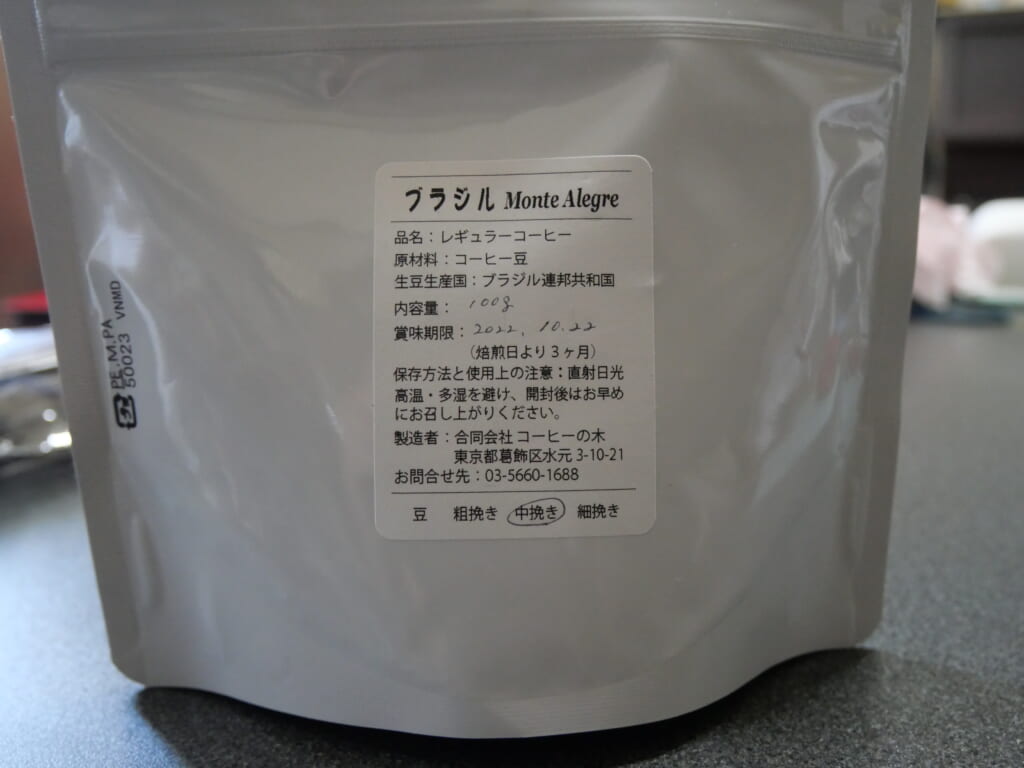 ブラジル Monte Alegre
品名：レギュラーコーヒー
原材料：コーヒー豆
生豆生産国：ブラジル連邦共和国
内容量： 100g
賞味期限：2022. 10.22
（焙煎日より３ヶ月）
保存方法と使用上の注意：直射日光
高温・多湿を避け、開封後はお早め
にお召し上がりください。
製造者：合同会社 コーヒーの木
東京都葛飾区水元 3-10-21
お問合せ先：03-5660-1688
豆 粗挽き 中挽き 細挽き
PE,M,PA
50023 VNMD